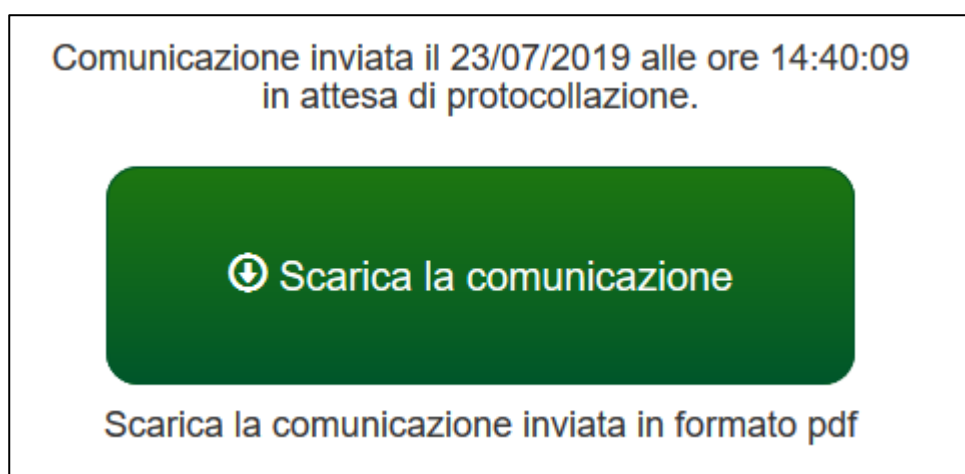 Comunicazione inviata il 23/07/2019 alle ore 14:40:09
in attesa di protocollazione.
Scarica la comunicazione
Scarica la comunicazione inviata in formato pdf